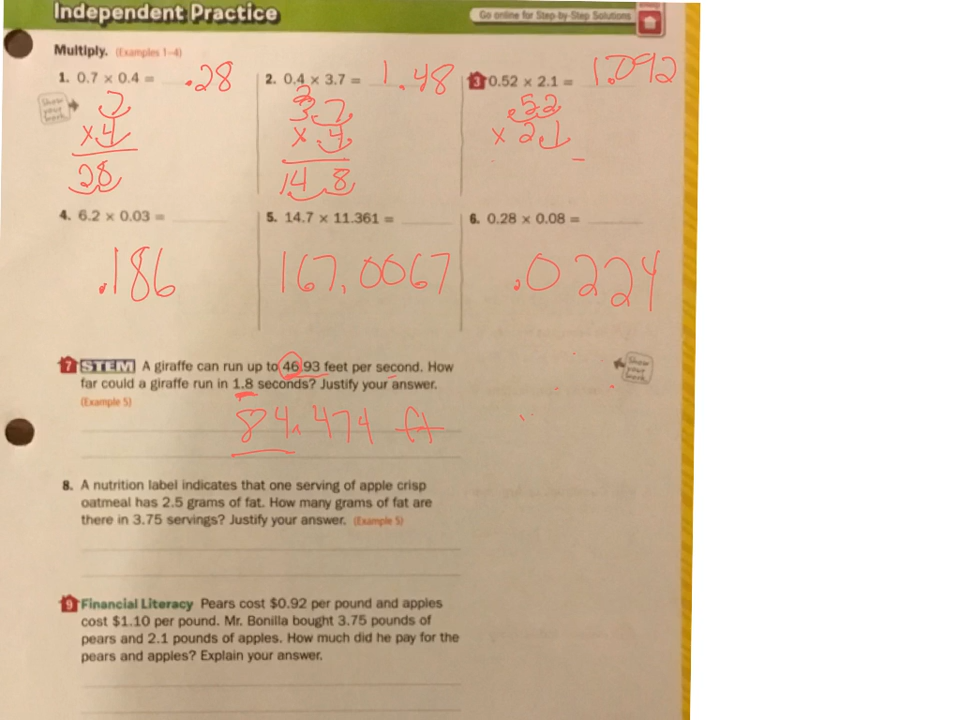 Independent Practice
Go online for Step-by-Step Solutions
Multiply. (Examples 1–4)
1. 0.7 × 0.4 = .28
2. 0.4 × 3.7 = 1.48
3 0.52 × 2.1 = 1.092
Show your work.
7
×4
28
2
3.7
× .4
14 8
.52
× 2.1
4. 6.2 × 0.03 =
5. 14.7 × 11.361 =
6. 0.28 × 0.08 =
.186
167.0067
.0224
7 STEM A giraffe can run up to 46.93 feet per second. How
far could a giraffe run in 1.8 seconds? Justify your answer.
(Example 5)
Show your work.
84.474 ft
8. A nutrition label indicates that one serving of apple crisp
oatmeal has 2.5 grams of fat. How many grams of fat are
there in 3.75 servings? Justify your answer. (Example 5)
9 Financial Literacy Pears cost $0.92 per pound and apples
cost $1.10 per pound. Mr. Bonilla bought 3.75 pounds of
pears and 2.1 pounds of apples. How much did he pay for the
pears and apples? Explain your answer.